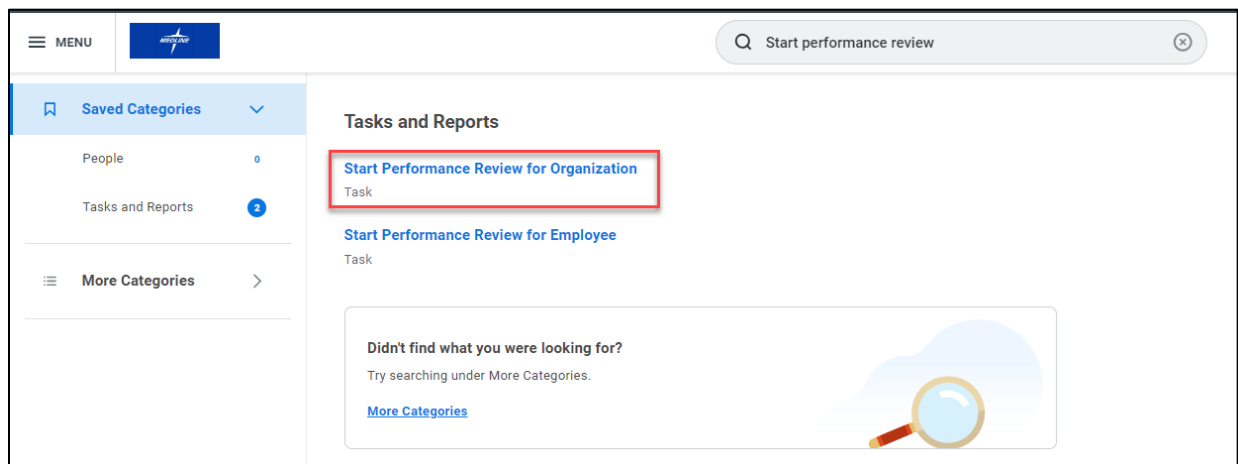 MENU
MEDLINE
Start performance review
Saved Categories
People 0
Tasks and Reports 2
More Categories
Tasks and Reports
Start Performance Review for Organization
Task
Start Performance Review for Employee
Task
Didn't find what you were looking for?
Try searching under More Categories.
More Categories